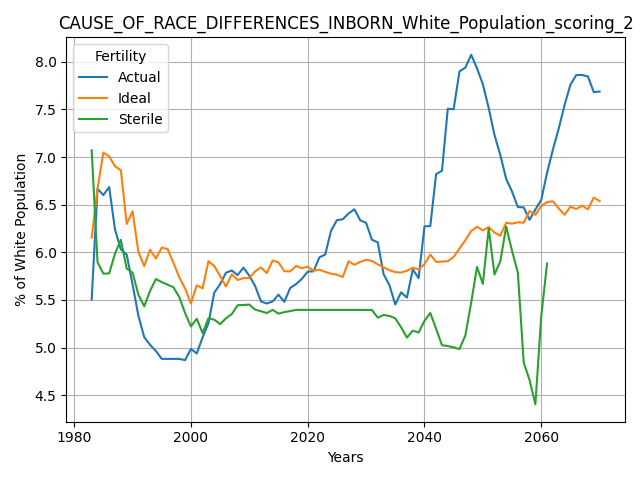 CAUSE_OF_RACE_DIFFERENCES_INBORN_White_Population_scoring_2
Fertility
Actual
Ideal
Sterile
% of White Population
8.0
7.5
7.0
6.5
6.0
5.5
5.0
4.5
1980
2000
2020
2040
2060
Years